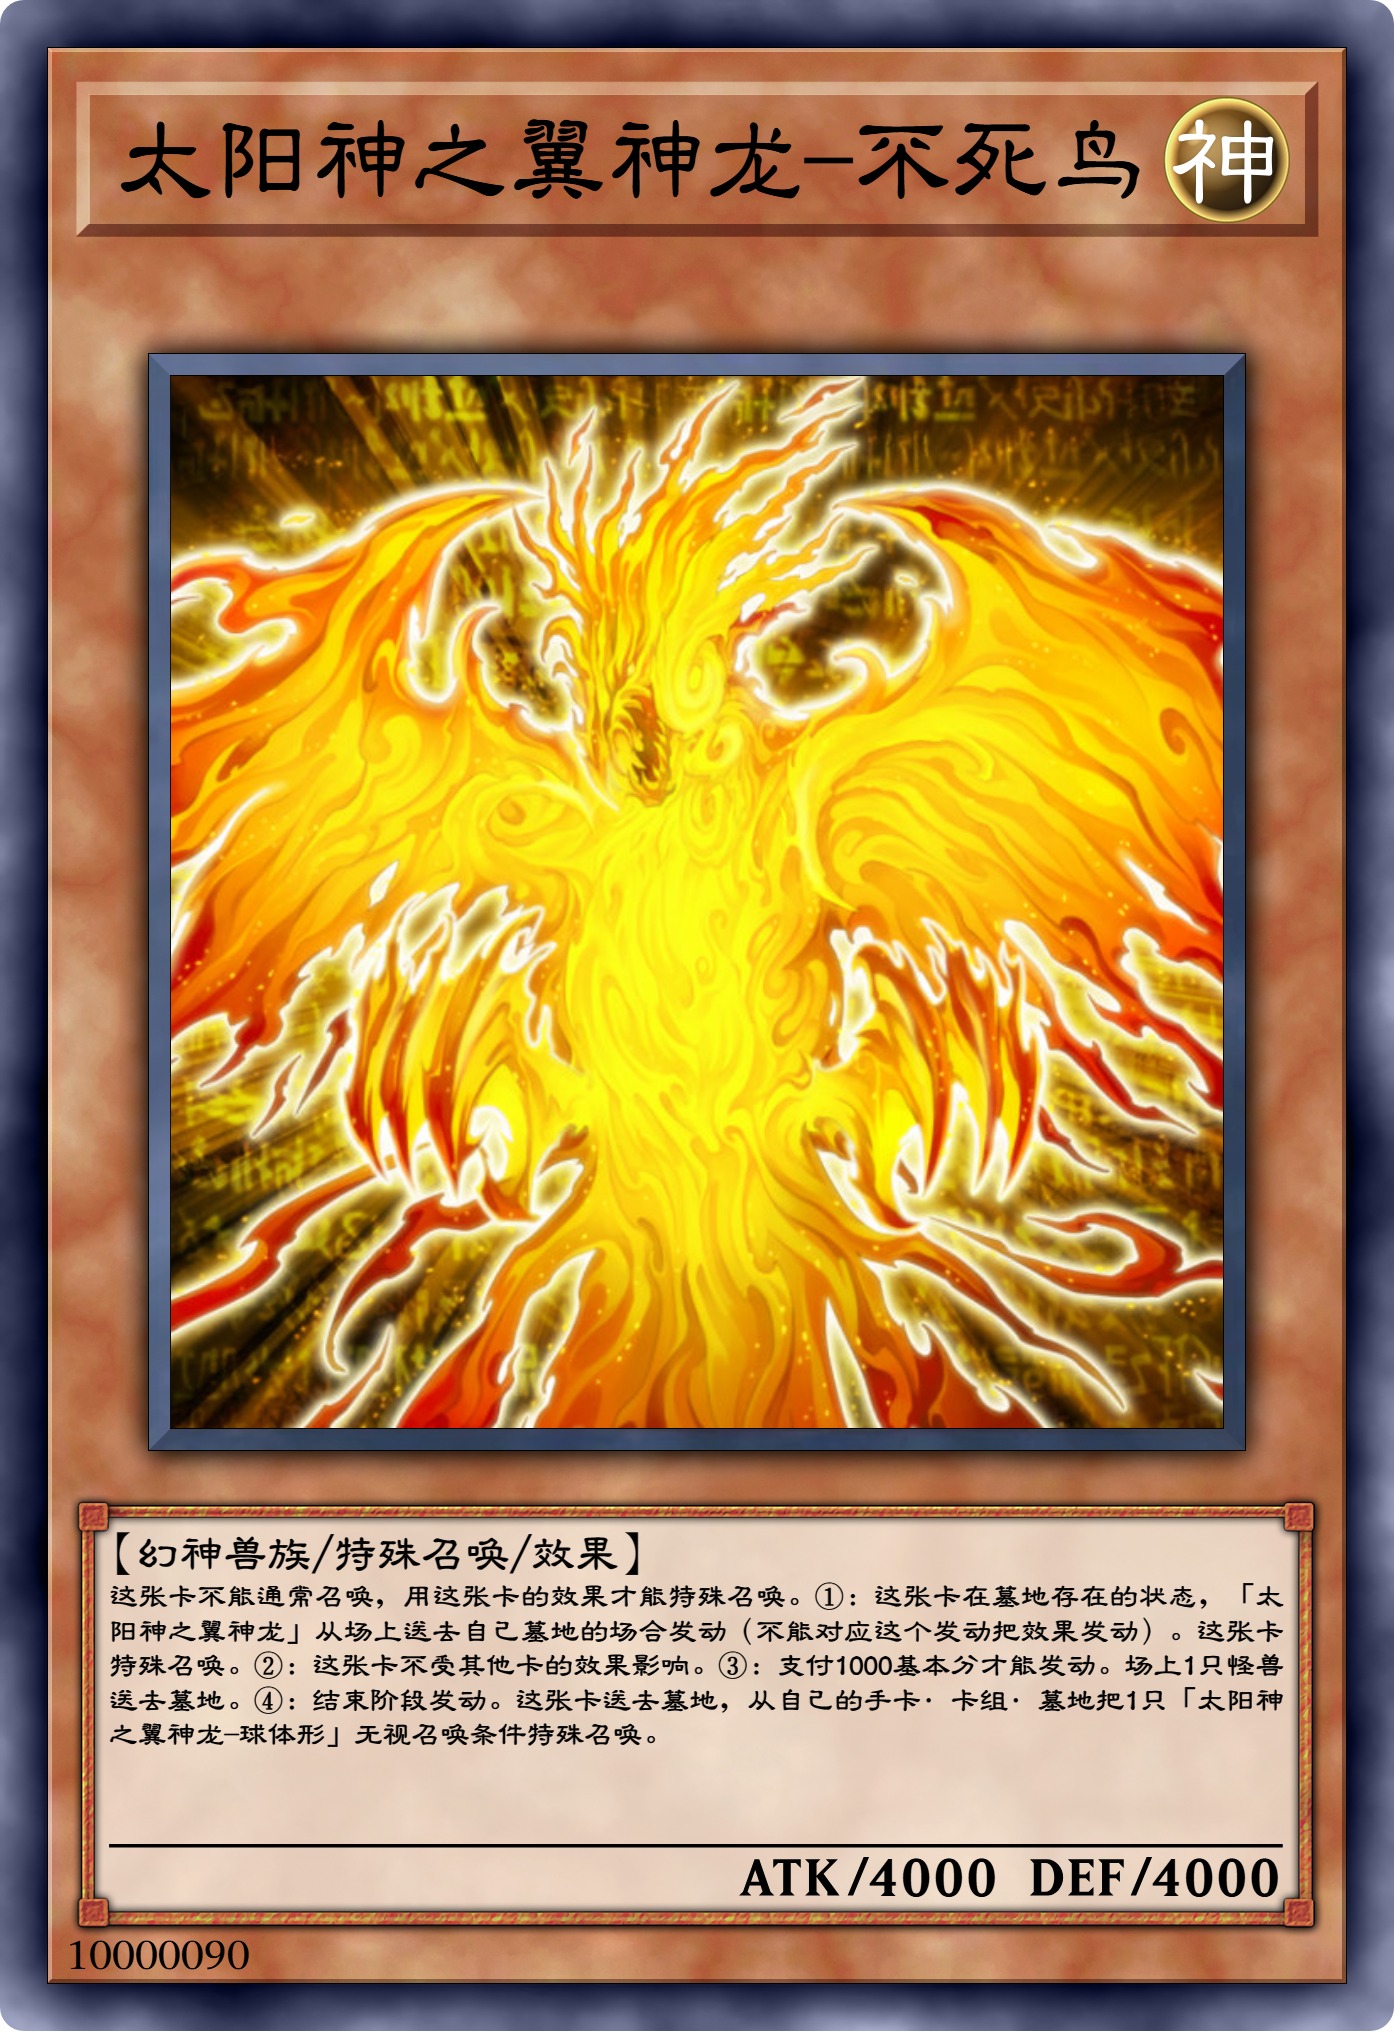 太阳神之翼神龙-不死鸟 神
【幻神兽族/特殊召唤/效果】
这张卡不能通常召唤，用这张卡的效果才能特殊召唤。①：这张卡在墓地存在的状态，「太
阳神之翼神龙」从场上送去自己墓地的场合发动（不能对应这个发动把效果发动）。这张卡
特殊召唤。②：这张卡不受其他卡的效果影响。③：支付1000基本分才能发动。场上1只怪兽
送去墓地。④：结束阶段发动。这张卡送去墓地，从自己的手卡·卡组·墓地把1只「太阳神
之翼神龙-球体形」无视召唤条件特殊召唤。
ATK/4000 DEF/4000
10000090